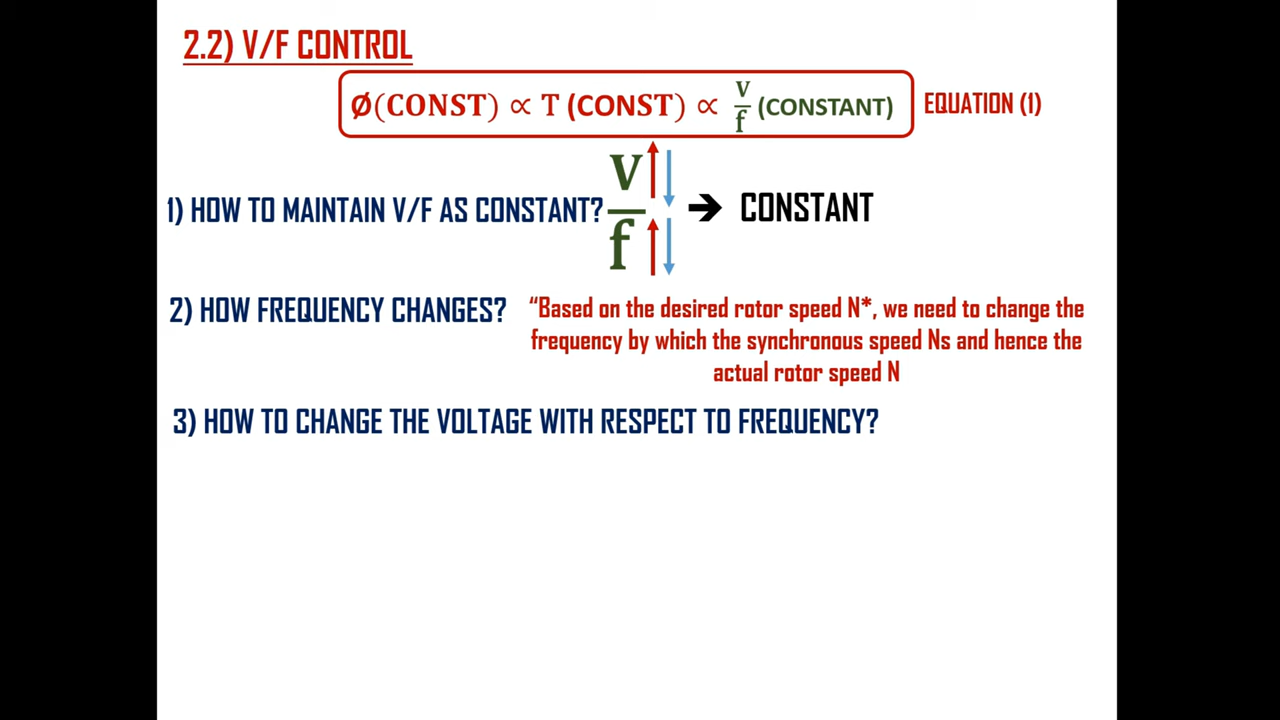 2.2) V/F CONTROL
Ø(CONST) ∝ T (CONST) ∝ v/f (CONSTANT) EQUATION (1)
1) HOW TO MAINTAIN V/F AS CONSTANT? V/f ➔ CONSTANT
2) HOW FREQUENCY CHANGES? “Based on the desired rotor speed N*, we need to change the
frequency by which the synchronous speed Ns and hence the
actual rotor speed N
3) HOW TO CHANGE THE VOLTAGE WITH RESPECT TO FREQUENCY?